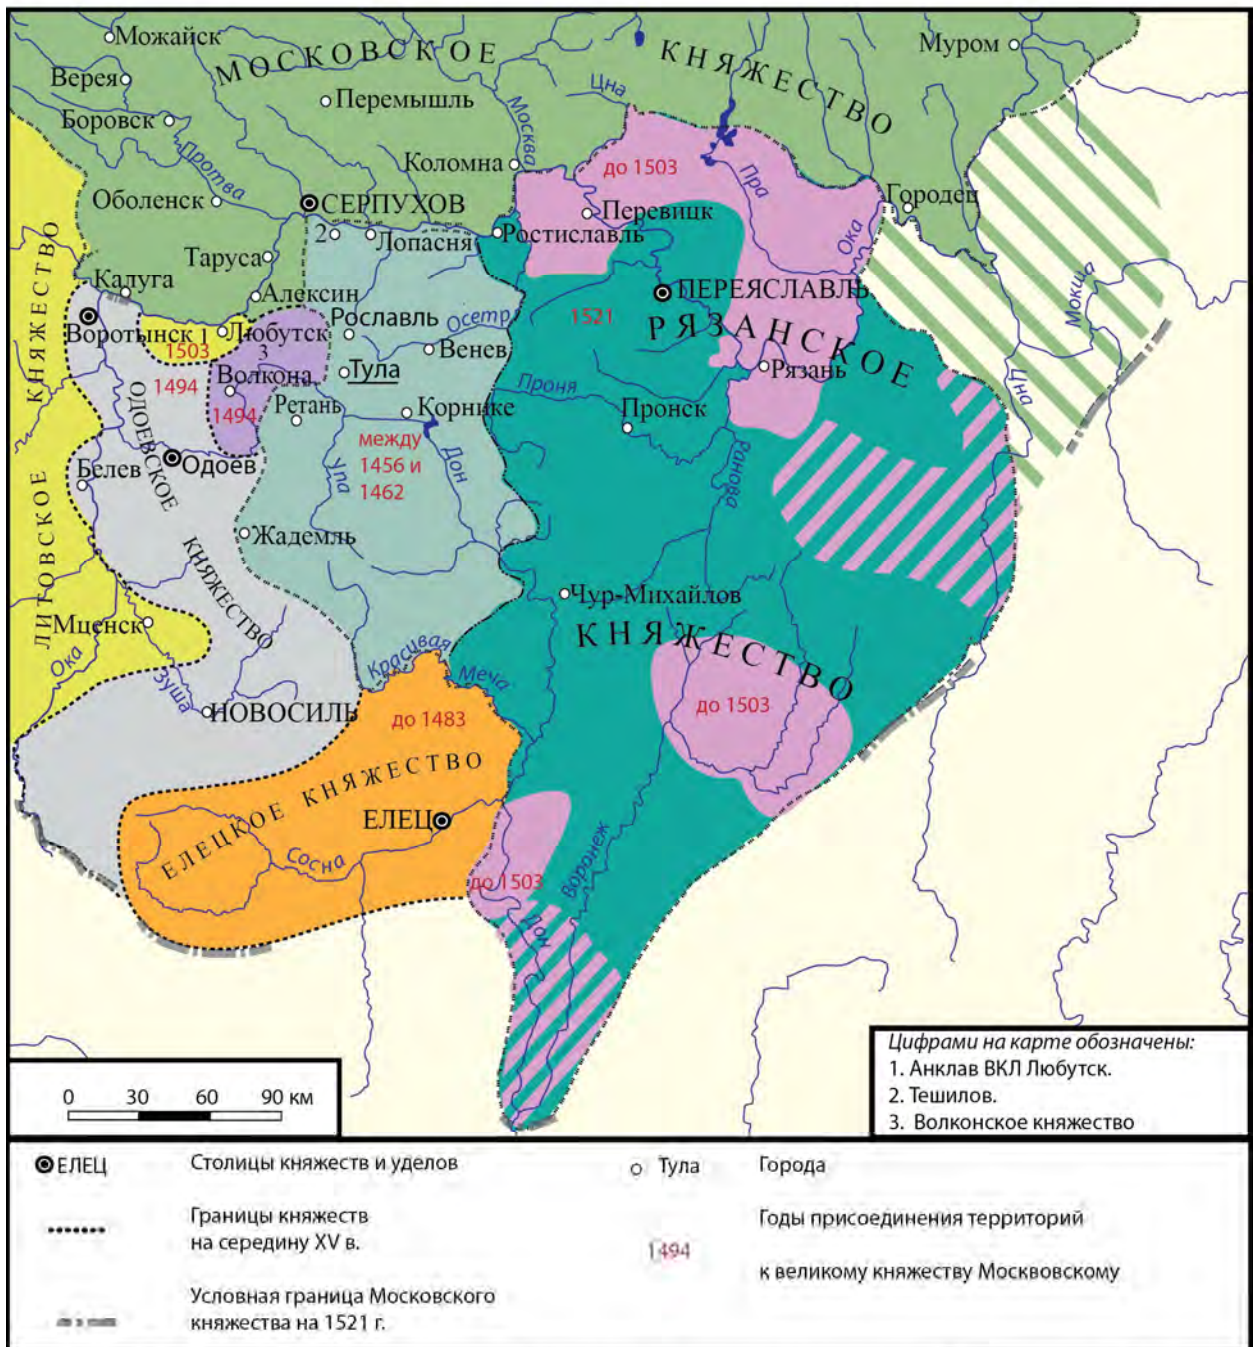 Можайск
МОСКОВСКОЕ
КНЯЖЕСТВО
Муром
Верея
Перемышль
Цна
Боровск
Москва
Протва
Коломна
до 1503
Пра
Оболенск
СЕРПУХОВ
Перевицк
Городец
2
Лопасня
Ростиславль
Ока
Таруса
Калуга
Алексин
ПЕРЕЯСЛАВЛЬ
Мокша
Воротынск
1
Любутск
Рославль
Осетр
1521
РЯЗАНСКОЕ
1503
3
Венев
ЛИТОВСКОЕ КНЯЖЕСТВО
1494
Волкона
Тула
Рязань
Цна
Проня
1494
Ретань
Корнике
Пронск
ОДОЕВСКОЕ
между
1456 и
1462
Дон
Упа
Ранова
Белев
Одоев
Жадемль
КНЯЖЕСТВО
Чур-Михайлов
КНЯЖЕСТВО
Мценск
Ока
Зуша
Красивая
Меча
НОВОСИЛЬ
до 1483
до 1503
ЕЛЕЦКОЕ КНЯЖЕСТВО
ЕЛЕЦ
Сосна
Воронеж
до 1503
Дон
Цифрами на карте обозначены:
1. Анклав ВКЛ Любутск.
2. Тешилов.
3. Волконское княжество
0 30 60 90 км
ЕЛЕЦ Столицы княжеств и уделов
Тула Города
Границы княжеств
на середину XV в.
1494 Годы присоединения территорий
к великому княжеству Москвовскому
Условная граница Московского
княжества на 1521 г.